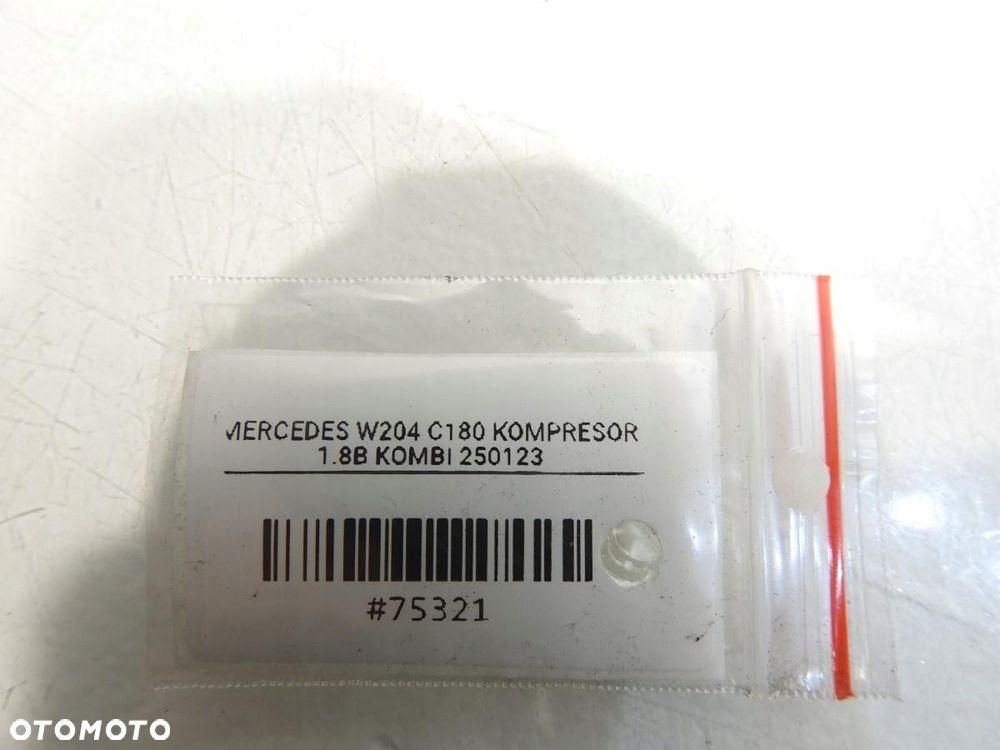 MERCEDES W204 C180 KOMPRESOR
1.8B KOMBI 250123
#75321
OTOMOTO